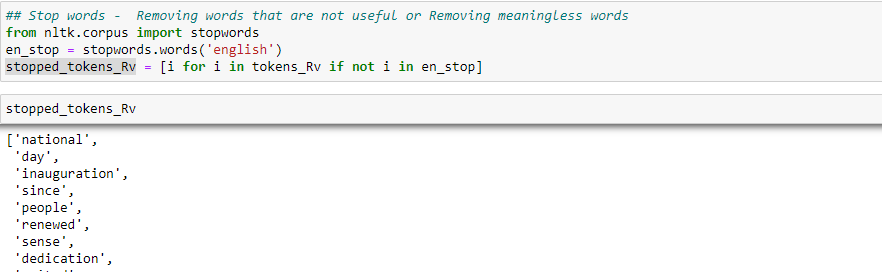 ## Stop words -  Removing words that are not useful or Removing meaningless words
from nltk.corpus import stopwords
en_stop = stopwords.words('english')
stopped_tokens_Rv = [i for i in tokens_Rv if not i in en_stop]
stopped_tokens_Rv
['national',
'day',
'inauguration',
'since',
'people',
'renewed',
'sense',
'dedication',